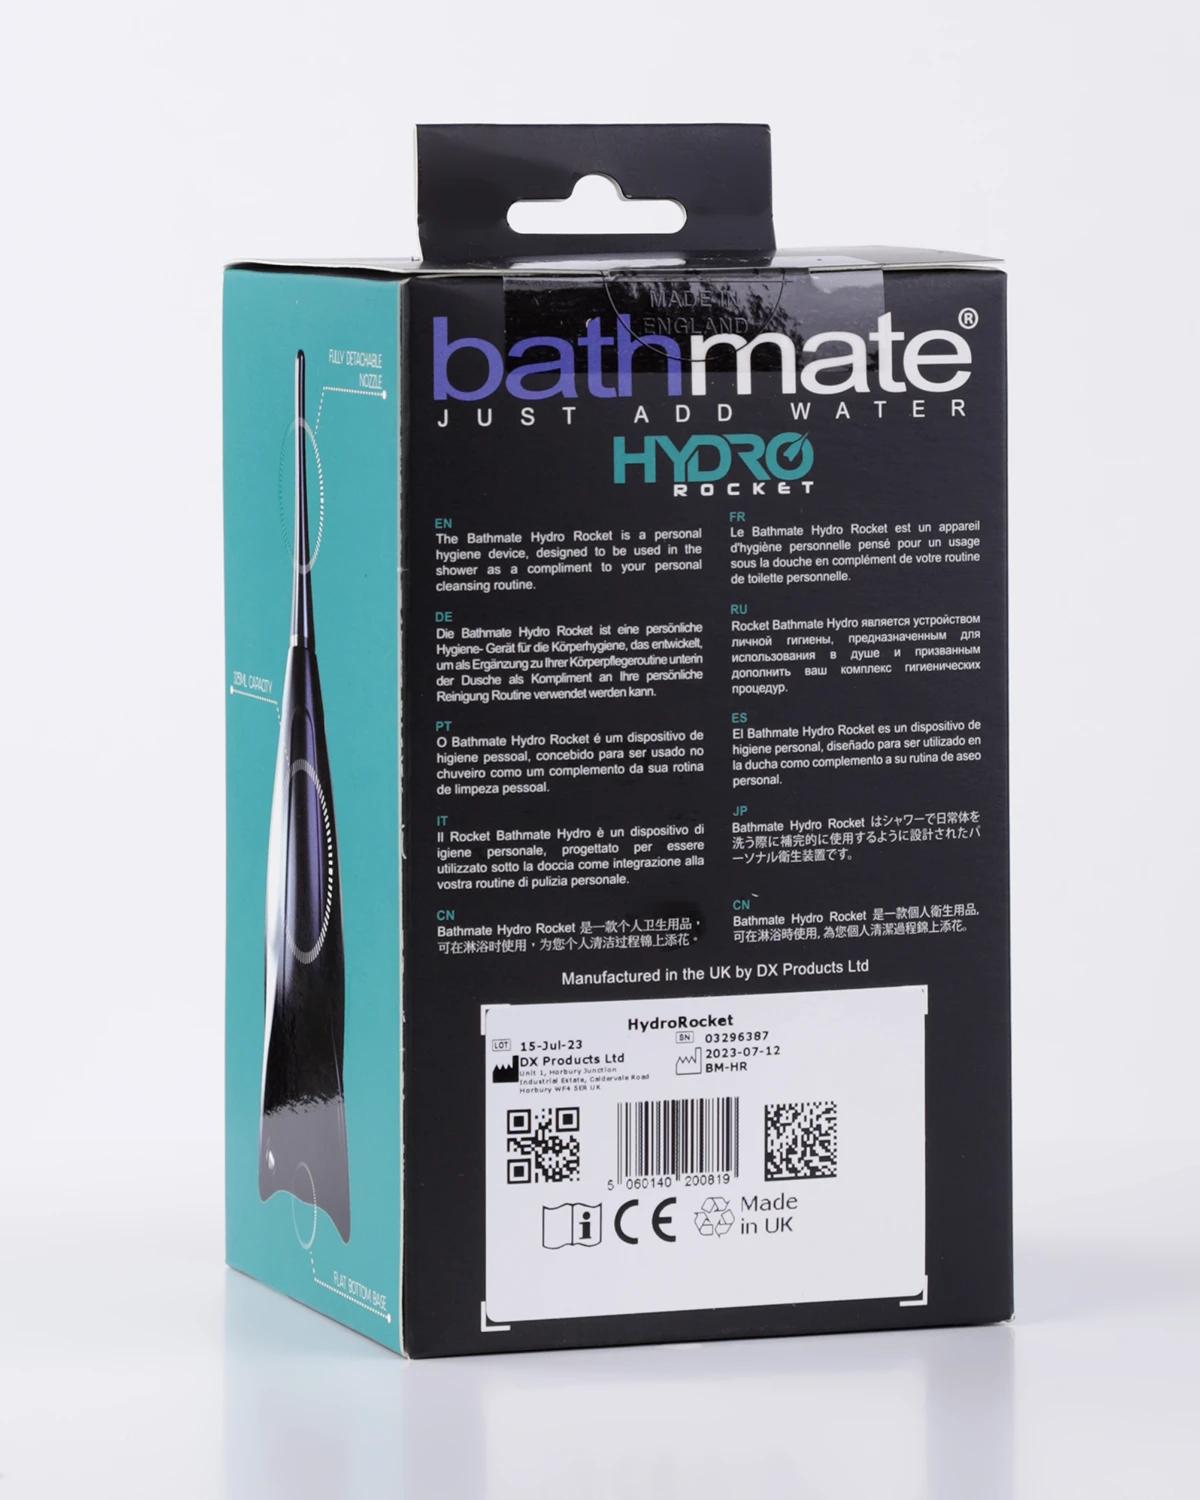 MADE IN
ENGLAND
bathmate®
JUST ADD WATER
HYDRO
ROCKET
FULLY DETACHABLE
NOZZLE
CAPACITY
FLAT BOTTOM BASE
EN
The Bathmate Hydro Rocket is a personal
hygiene device, designed to be used in the
shower as a compliment to your personal
cleansing routine.
DE
Die Bathmate Hydro Rocket ist eine persönliche
Hygiene- Gerät für die Körperhygiene, das entwickelt,
um als Ergänzung zu Ihrer Körperpflegeroutine unterin
der Dusche als Kompliment an Ihre persönliche
Reinigung Routine verwendet werden kann.
PT
O Bathmate Hydro Rocket é um dispositivo de
higiene pessoal, concebido para ser usado no
chuveiro como um complemento da sua rotina
de limpeza pessoal.
IT
Il Rocket Bathmate Hydro è un dispositivo di
igiene personale, progettato per essere
utilizzato sotto la doccia come integrazione alla
vostra routine di pulizia personale.
CN
Bathmate Hydro Rocket 是一款个人卫生用品，
可在淋浴时使用，为您个人清洁过程锦上添花。
FR
Le Bathmate Hydro Rocket est un appareil
d'hygiène personnelle pensé pour un usage
sous la douche en complément de votre routine
de toilette personnelle.
RU
Rocket Bathmate Hydro является устройством
личной гигиены, предназначенным для
использования в душе и призванным
дополнить ваш комплекс гигиенических
процедур.
ES
El Bathmate Hydro Rocket es un dispositivo de
higiene personal, diseñado para ser utilizado en
la ducha como complemento a su rutina de aseo
personal.
JP
Bathmate Hydro Rocket はシャワーで日常体を
洗う際に補完的に使用するように設計されたパ
ーソナル衛生装置です。
CN
Bathmate Hydro Rocket 是一款個人衛生用品,
可在淋浴時使用, 為您個人清潔過程錦上添花。
Manufactured in the UK by DX Products Ltd
HydroRocket
LOT 15-Jul-23
DX Products Ltd
Unit 1, Horbury Junction
Industrial Estate, Caldervale Road
Horbury WF4 5ER UK
SN 03296387
2023-07-12
BM-HR
5 060140 200819
i CE Made
in UK